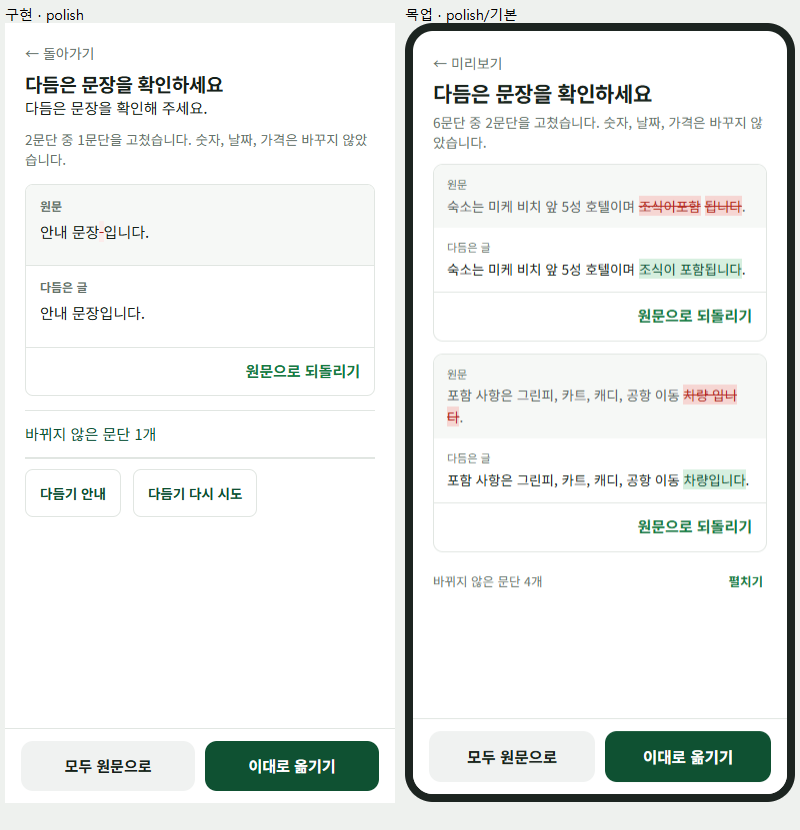 구현 · polish
← 돌아가기
다듬은 문장을 확인하세요
다듬은 문장을 확인해 주세요.
2문단 중 1문단을 고쳤습니다. 숫자, 날짜, 가격은 바꾸지 않았
습니다.
원문
안내 문장-입니다.
다듬은 글
안내 문장입니다.
원문으로 되돌리기
바뀌지 않은 문단 1개
다듬기 안내
다듬기 다시 시도
모두 원문으로
이대로 옮기기
목업 · polish/기본
← 미리보기
다듬은 문장을 확인하세요
6문단 중 2문단을 고쳤습니다. 숫자, 날짜, 가격은 바꾸지 않
았습니다.
원문
숙소는 미케 비치 앞 5성 호텔이며 조식이포함 됩니다.
다듬은 글
숙소는 미케 비치 앞 5성 호텔이며 조식이 포함됩니다.
원문으로 되돌리기
원문
포함 사항은 그린피, 카트, 캐디, 공항 이동 차량 입니
다.
다듬은 글
포함 사항은 그린피, 카트, 캐디, 공항 이동 차량입니다.
원문으로 되돌리기
바뀌지 않은 문단 4개
펼치기
모두 원문으로
이대로 옮기기